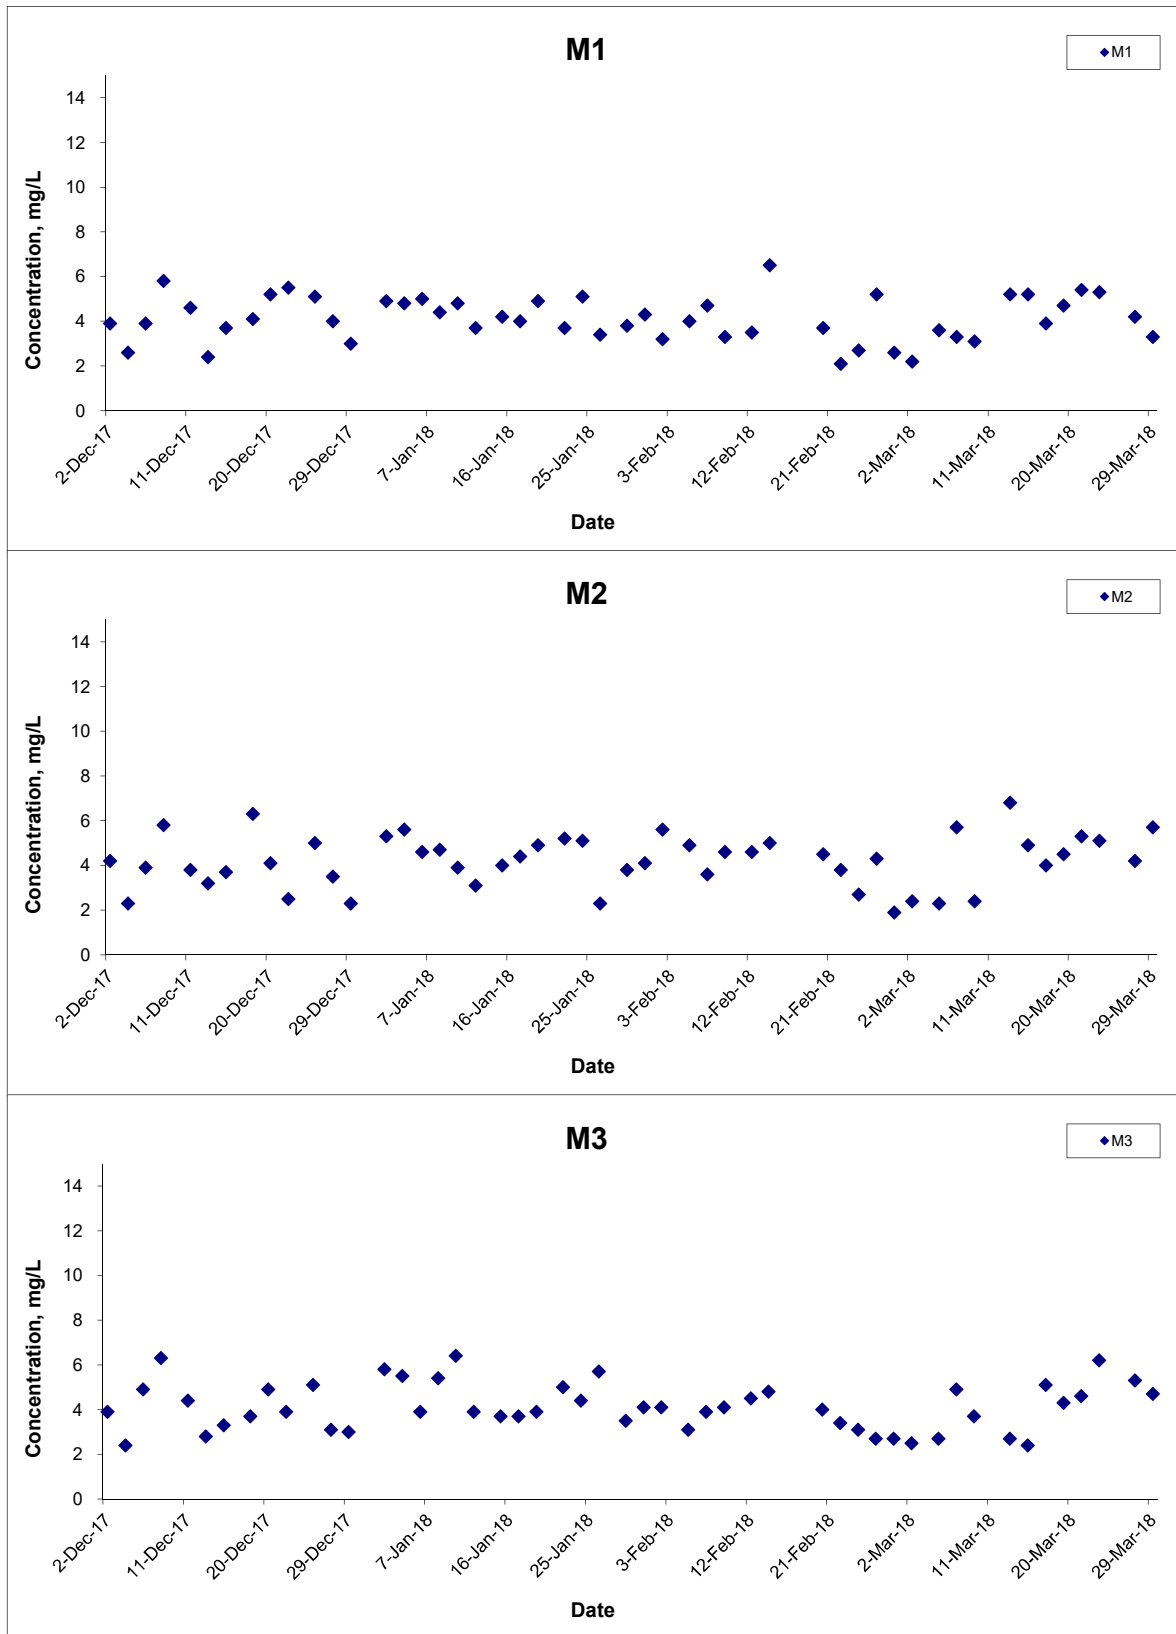 M1
M1
14
12
10
8
6
4
2
0
Concentration, mg/L
2-Dec-17
11-Dec-17
20-Dec-17
29-Dec-17
7-Jan-18
16-Jan-18
25-Jan-18
3-Feb-18
12-Feb-18
21-Feb-18
2-Mar-18
11-Mar-18
20-Mar-18
29-Mar-18
Date
M2
M2
14
12
10
8
6
4
2
0
Concentration, mg/L
2-Dec-17
11-Dec-17
20-Dec-17
29-Dec-17
7-Jan-18
16-Jan-18
25-Jan-18
3-Feb-18
12-Feb-18
21-Feb-18
2-Mar-18
11-Mar-18
20-Mar-18
29-Mar-18
Date
M3
M3
14
12
10
8
6
4
2
0
Concentration, mg/L
2-Dec-17
11-Dec-17
20-Dec-17
29-Dec-17
7-Jan-18
16-Jan-18
25-Jan-18
3-Feb-18
12-Feb-18
21-Feb-18
2-Mar-18
11-Mar-18
20-Mar-18
29-Mar-18
Date